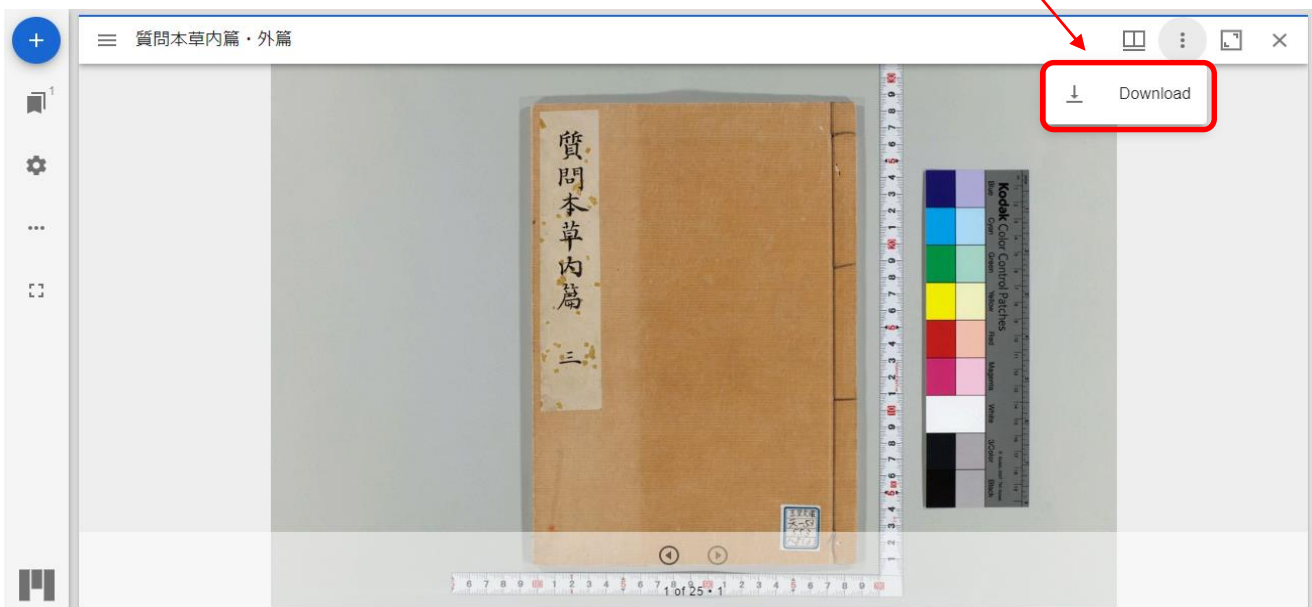 1
質問本草内篇・外篇
Download
質問本草内篇 三
Kodak Color Control Patches
Blue
Cyan
Green
Yellow
Red
Magenta
White
3/Color
Black
1 of 25 • 1